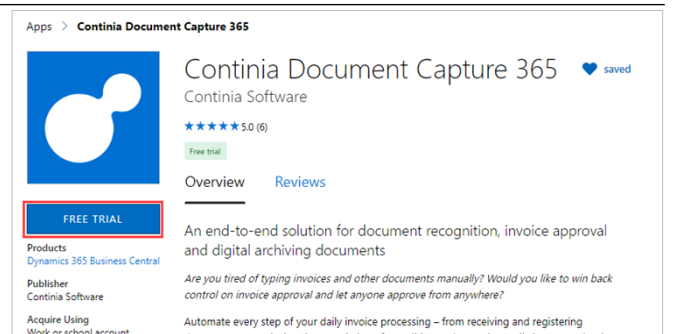 Apps > Continia Document Capture 365
Continia Document Capture 365
saved
Continia Software
5.0 (6)
Free trial
Overview
Reviews
FREE TRIAL
An end-to-end solution for document recognition, invoice approval
and digital archiving documents
Products
Dynamics 365 Business Central
Are you tired of typing invoices and other documents manually? Would you like to win back
control on invoice approval and let anyone approve from anywhere?
Publisher
Continia Software
Acquire Using
Work or school account
Automate every step of your daily invoice processing – from receiving and registering